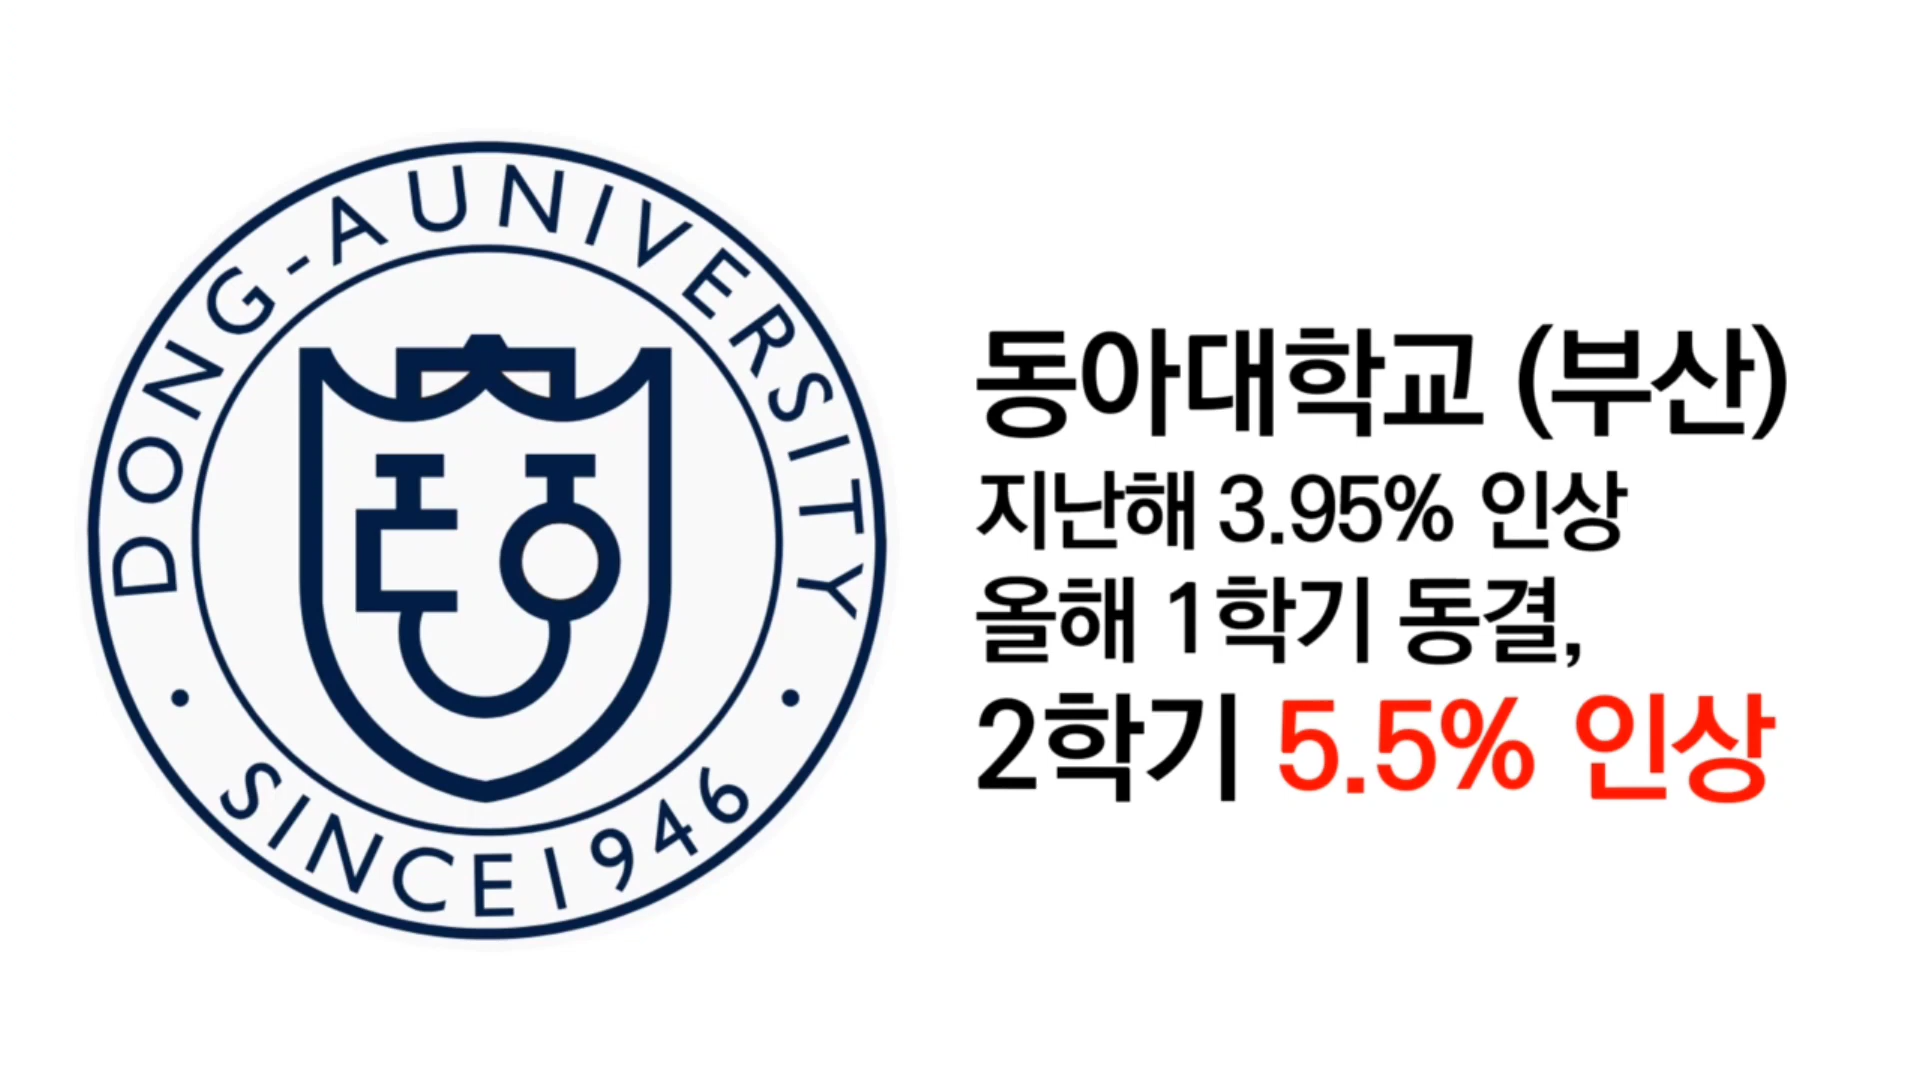 DONG-A UNIVERSITY
SINCE 1946
동아대학교 (부산)
지난해 3.95% 인상
올해 1학기 동결,
2학기 5.5% 인상